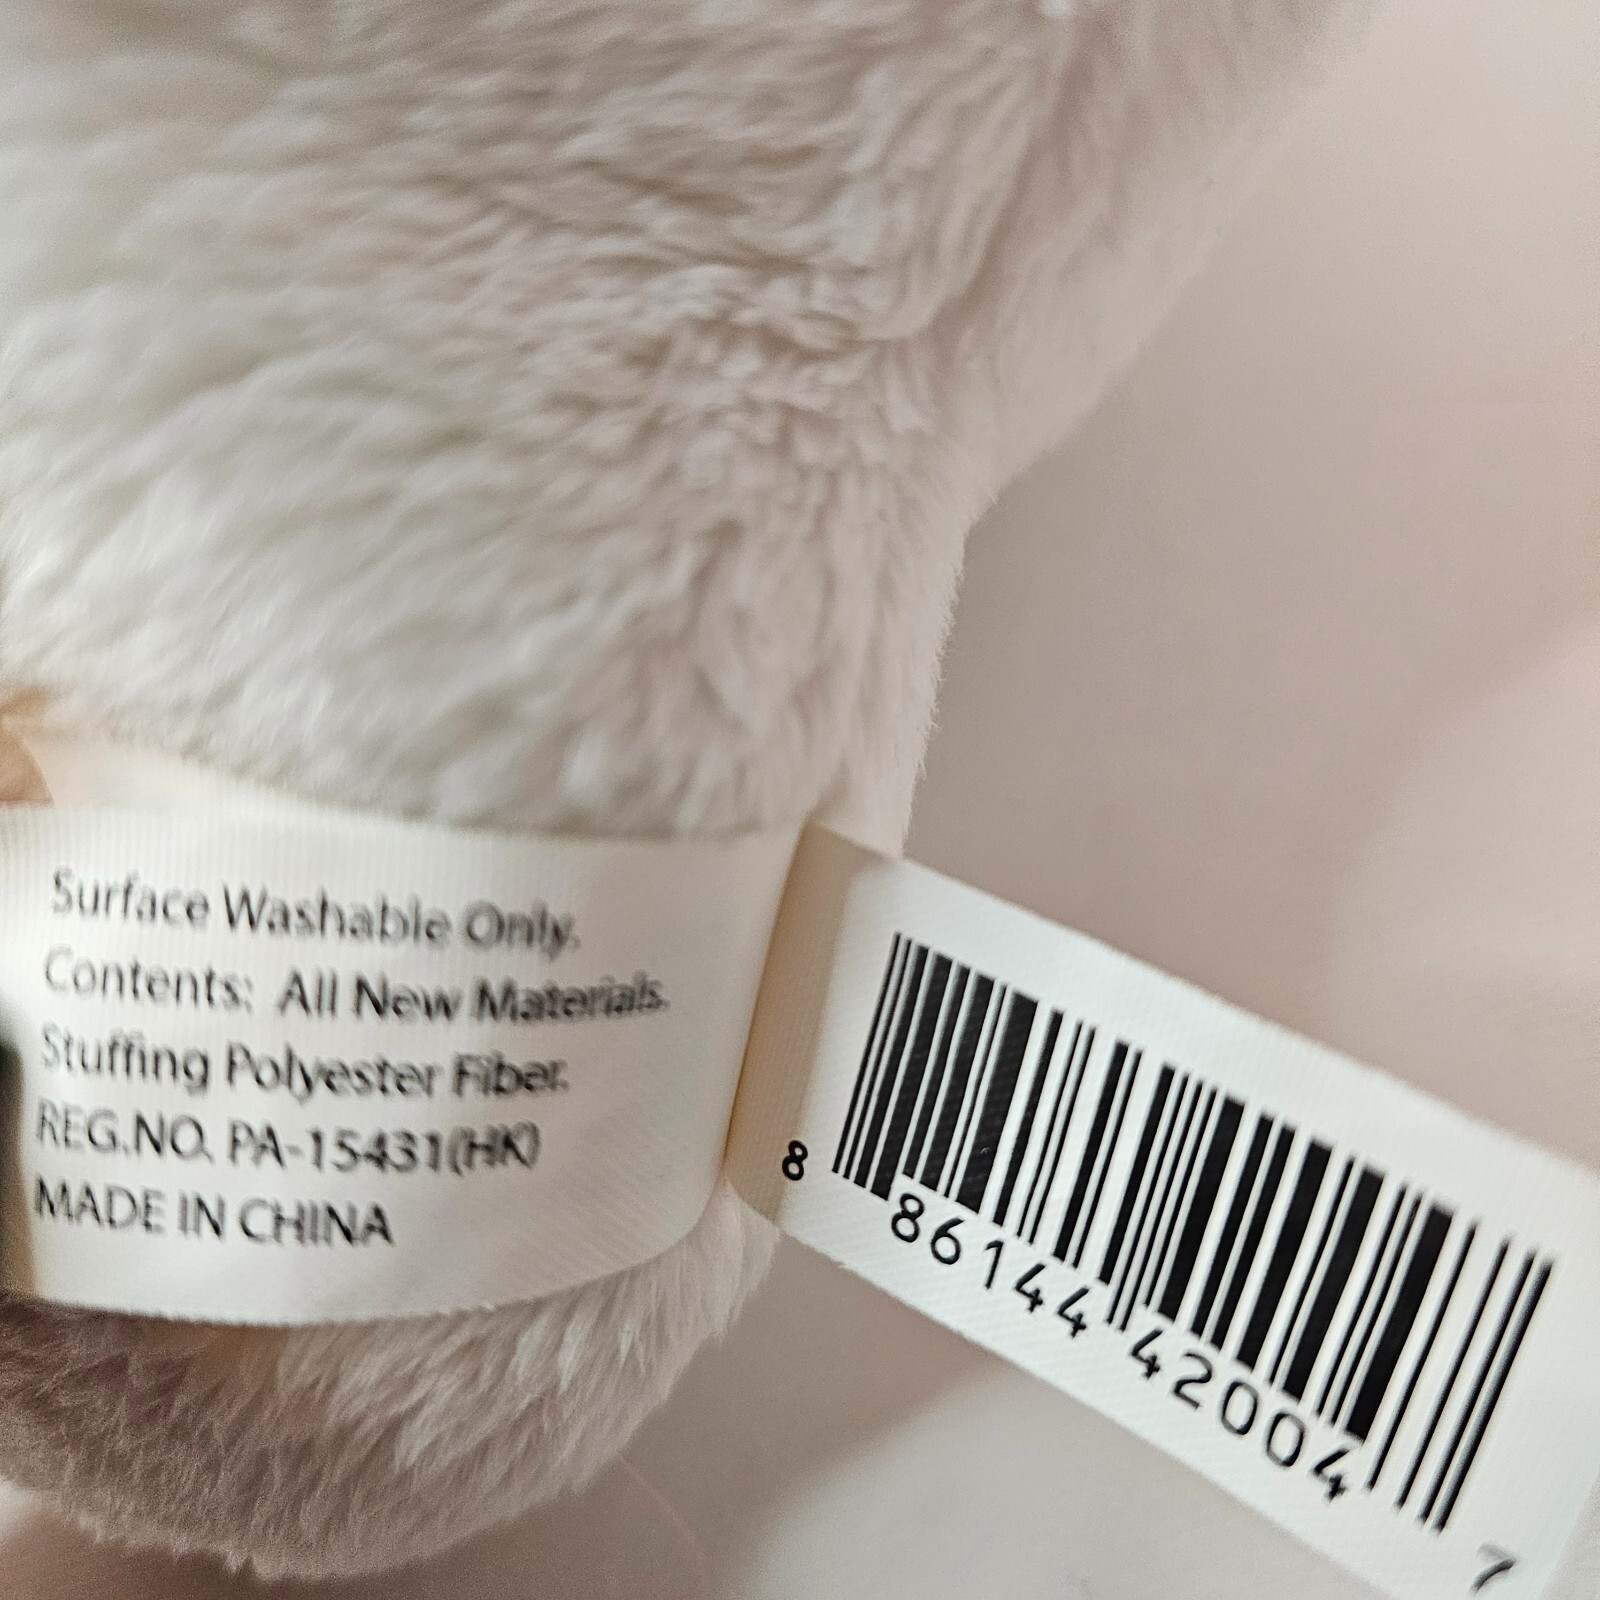 Surface Washable Only.
Contents: All New Materials.
Stuffing Polyester Fiber.
REG.NO. PA-15431(HK)
MADE IN CHINA
8 86144 42004 7